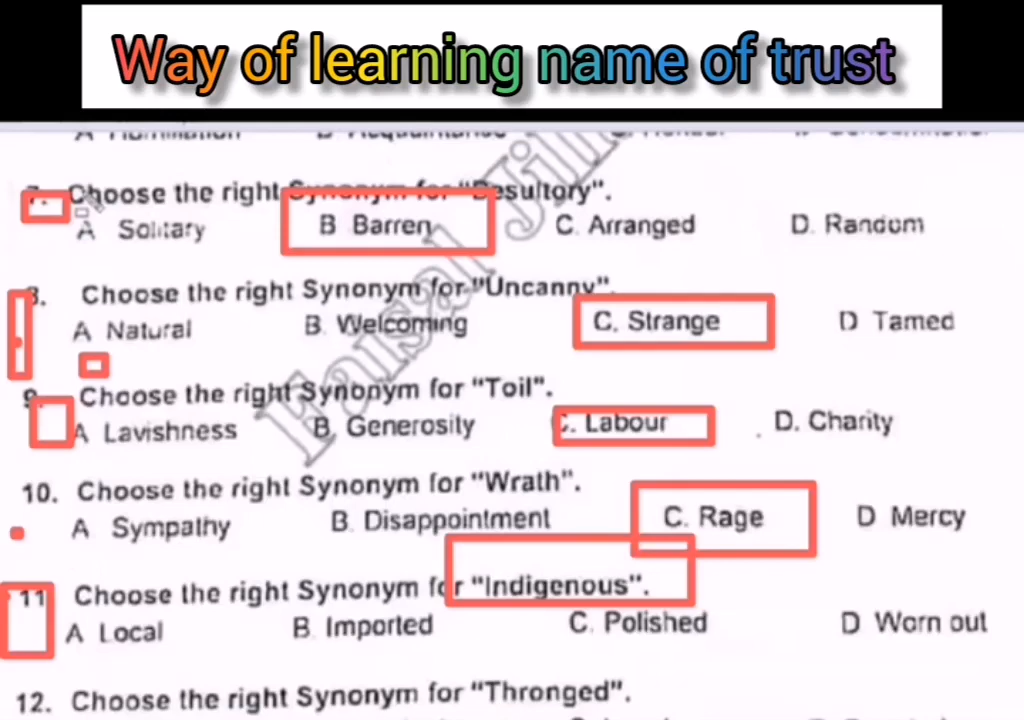 Way of learning name of trust
7. Choose the right Synonym for "Desultory".
A Solitary B Barren C. Arranged D. Random
8. Choose the right Synonym for "Uncanny".
A Natural B. Welcoming C. Strange D Tamed
9. Choose the right Synonym for "Toil".
A Lavishness B. Generosity C. Labour D. Charity
10. Choose the right Synonym for "Wrath".
A Sympathy B. Disappointment C. Rage D Mercy
11 Choose the right Synonym for "Indigenous".
A Local B. Imported C. Polished D Worn out
12. Choose the right Synonym for "Thronged".
Faisal